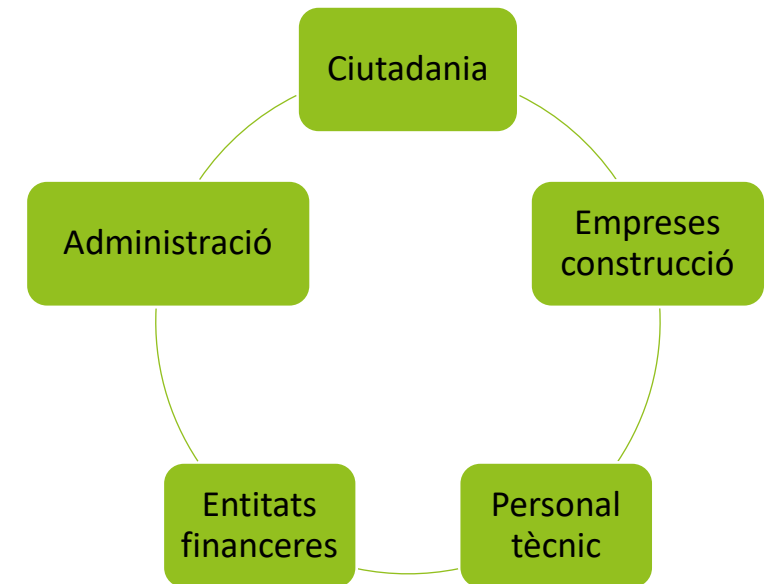 Ciutadania
Administració
Empreses
construcció
Entitats
financeres
Personal
tècnic